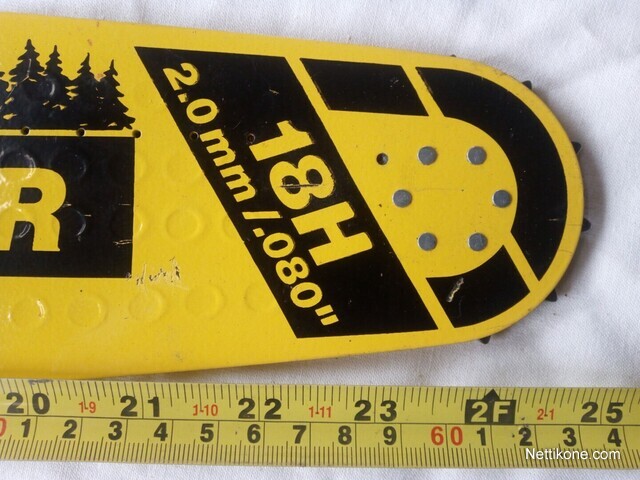 18H
2.0mm/.080"
R
20 1-9 21 1-10 22 1-11 23 24 2F 2-1 25
1 2 3 4 5 6 7 8 9 60 1 2 3 4
Nettikone.com